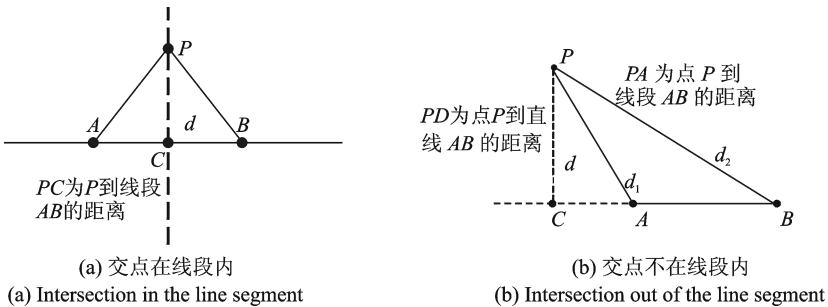 P
A
d
B
C
PC为P到线段
AB的距离
(a) 交点在线段内
(a) Intersection in the line segment
P
PA 为点 P 到
线段 AB 的距离
PD为点P到直
线 AB 的距离
d
d1
d2
C
A
B
(b) 交点不在线段内
(b) Intersection out of the line segment